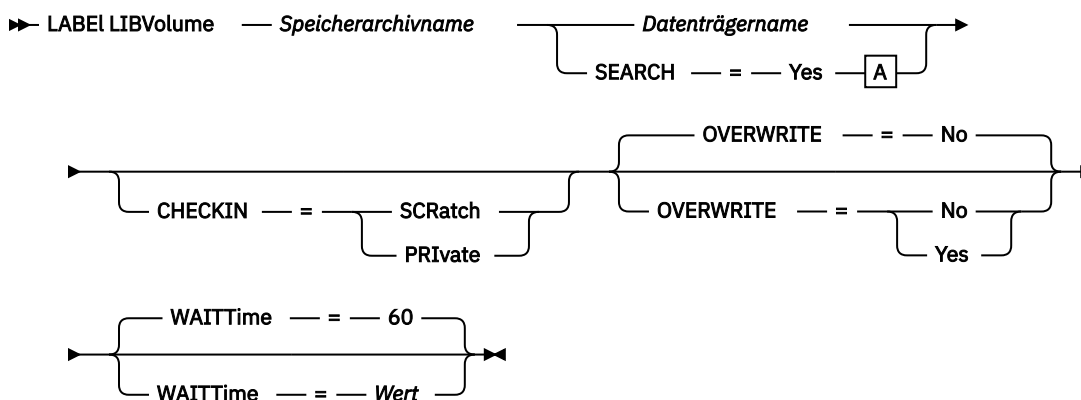 LABEl LIBVolume Speicherarchivname Datenträgername
SEARCH = Yes A
OVERWRITE = No
CHECKIN = SCRatch OVERWRITE = No
PRIvate Yes
WAITTime = 60
WAITTime = Wert